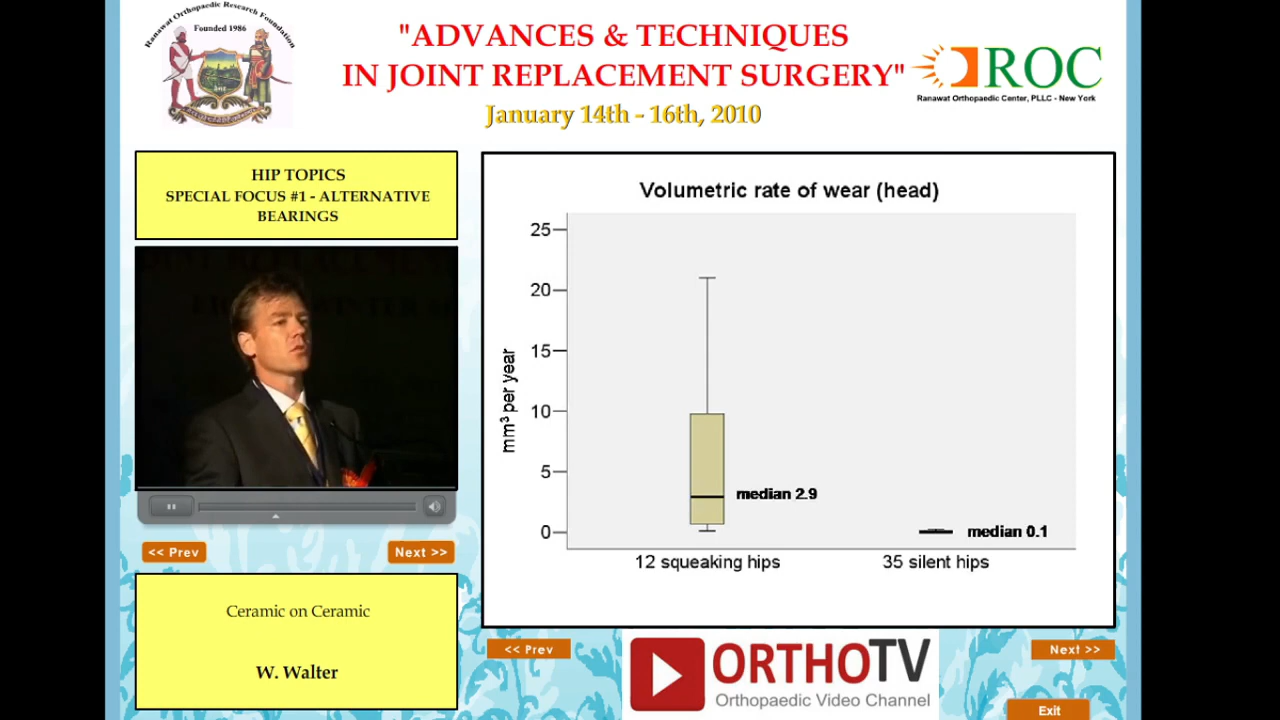 Ranawat Orthopaedic Research Foundation
Founded 1986
"ADVANCES & TECHNIQUES
IN JOINT REPLACEMENT SURGERY"
January 14th - 16th, 2010
ROC
Ranawat Orthopaedic Center, PLLC - New York
HIP TOPICS
SPECIAL FOCUS #1 - ALTERNATIVE
BEARINGS
<< Prev
Next >>
Ceramic on Ceramic
W. Walter
Volumetric rate of wear (head)
mm³ per year
25
20
15
10
5
0
median 2.9
median 0.1
12 squeaking hips
35 silent hips
<< Prev
ORTHOTV
Orthopaedic Video Channel
Next >>
Exit